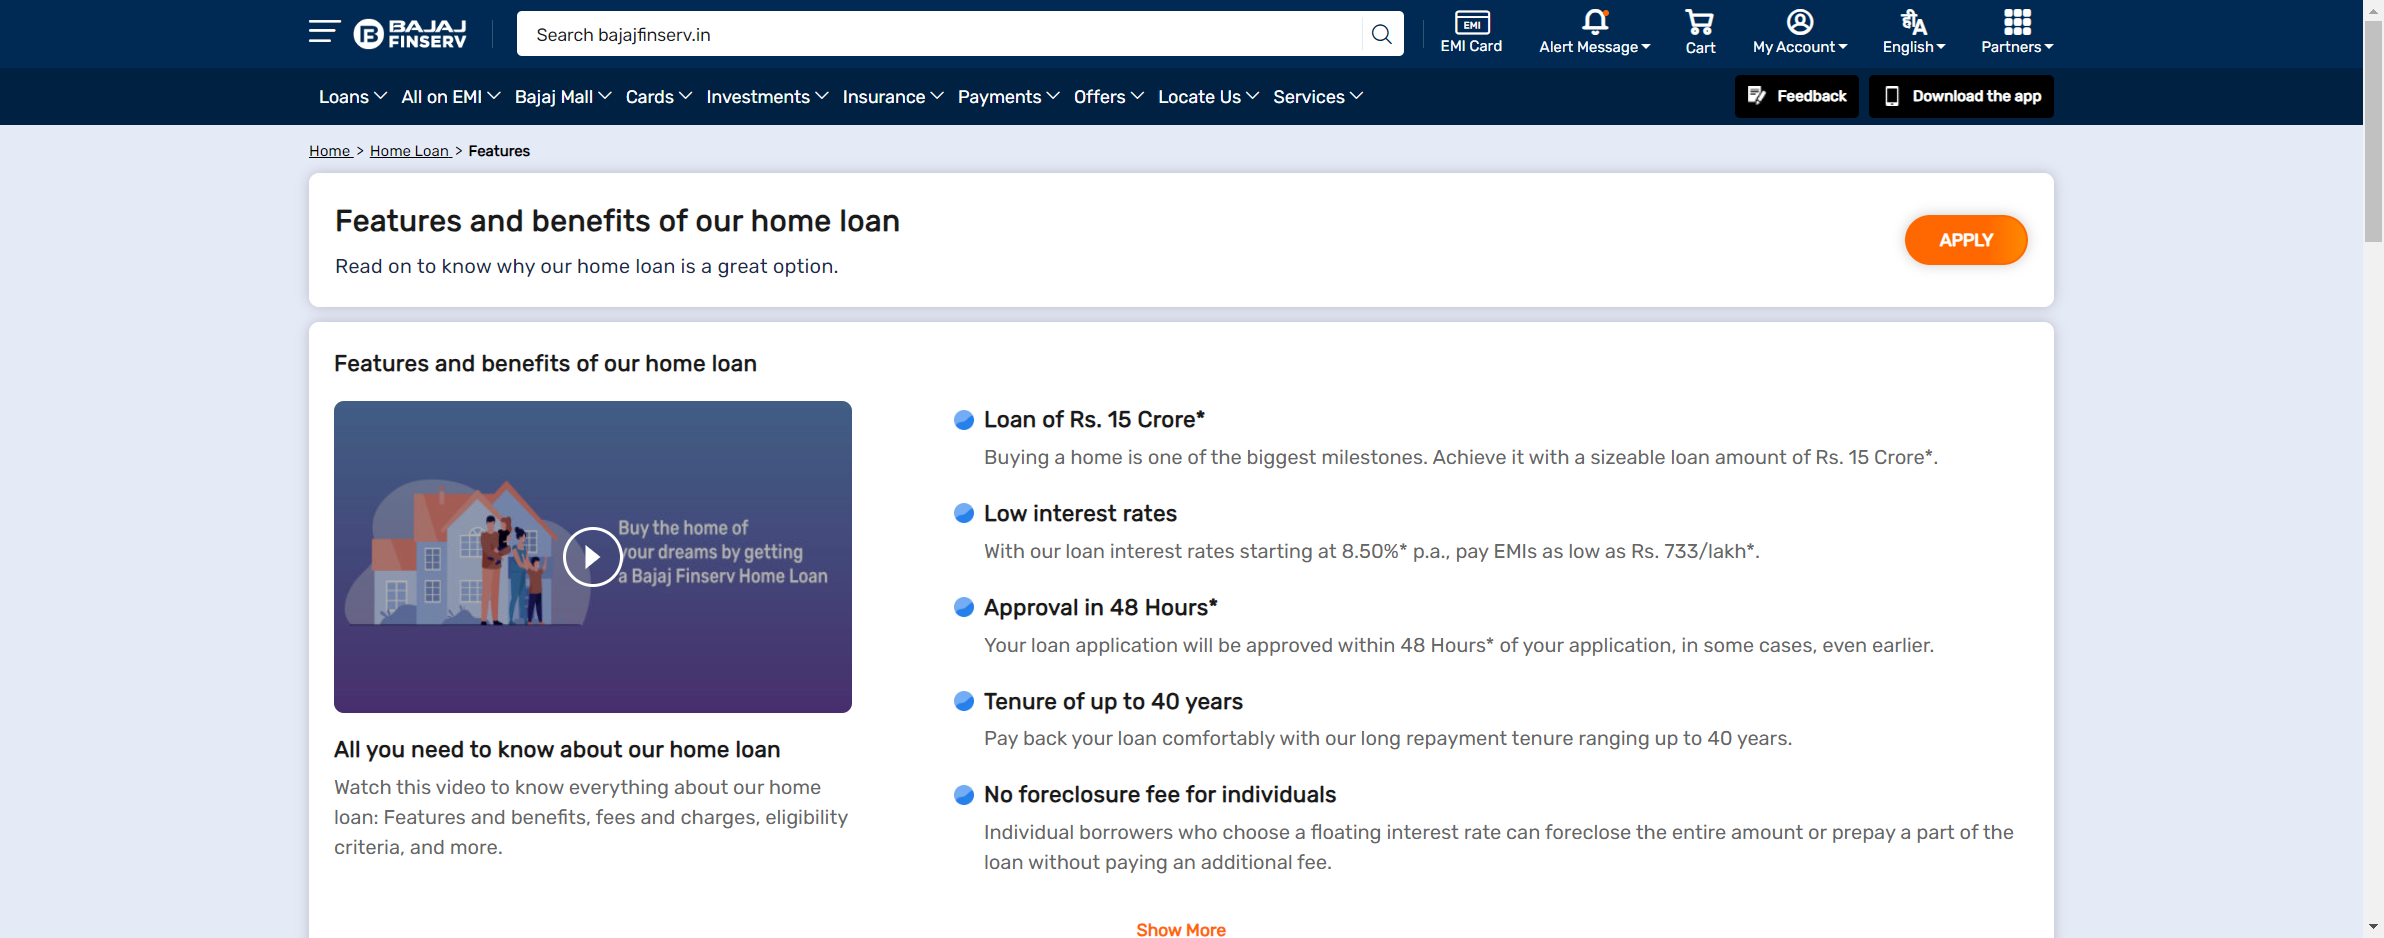 BAJAJ
FINSERV
Search bajajfinserv.in
EMI
EMI Card
Alert Message
Cart
My Account
ही A
English
Partners
Loans All on EMI Bajaj Mall Cards Investments Insurance Payments Offers Locate Us Services
Feedback
Download the app
Home > Home Loan > Features
Features and benefits of our home loan
Read on to know why our home loan is a great option.
APPLY
Features and benefits of our home loan
Buy the home of
your dreams by getting
a Bajaj Finserv Home Loan
All you need to know about our home loan
Watch this video to know everything about our home
loan: Features and benefits, fees and charges, eligibility
criteria, and more.
Loan of Rs. 15 Crore*
Buying a home is one of the biggest milestones. Achieve it with a sizeable loan amount of Rs. 15 Crore*.
Low interest rates
With our loan interest rates starting at 8.50%* p.a., pay EMIs as low as Rs. 733/lakh*.
Approval in 48 Hours*
Your loan application will be approved within 48 Hours* of your application, in some cases, even earlier.
Tenure of up to 40 years
Pay back your loan comfortably with our long repayment tenure ranging up to 40 years.
No foreclosure fee for individuals
Individual borrowers who choose a floating interest rate can foreclose the entire amount or prepay a part of the
loan without paying an additional fee.
Show More